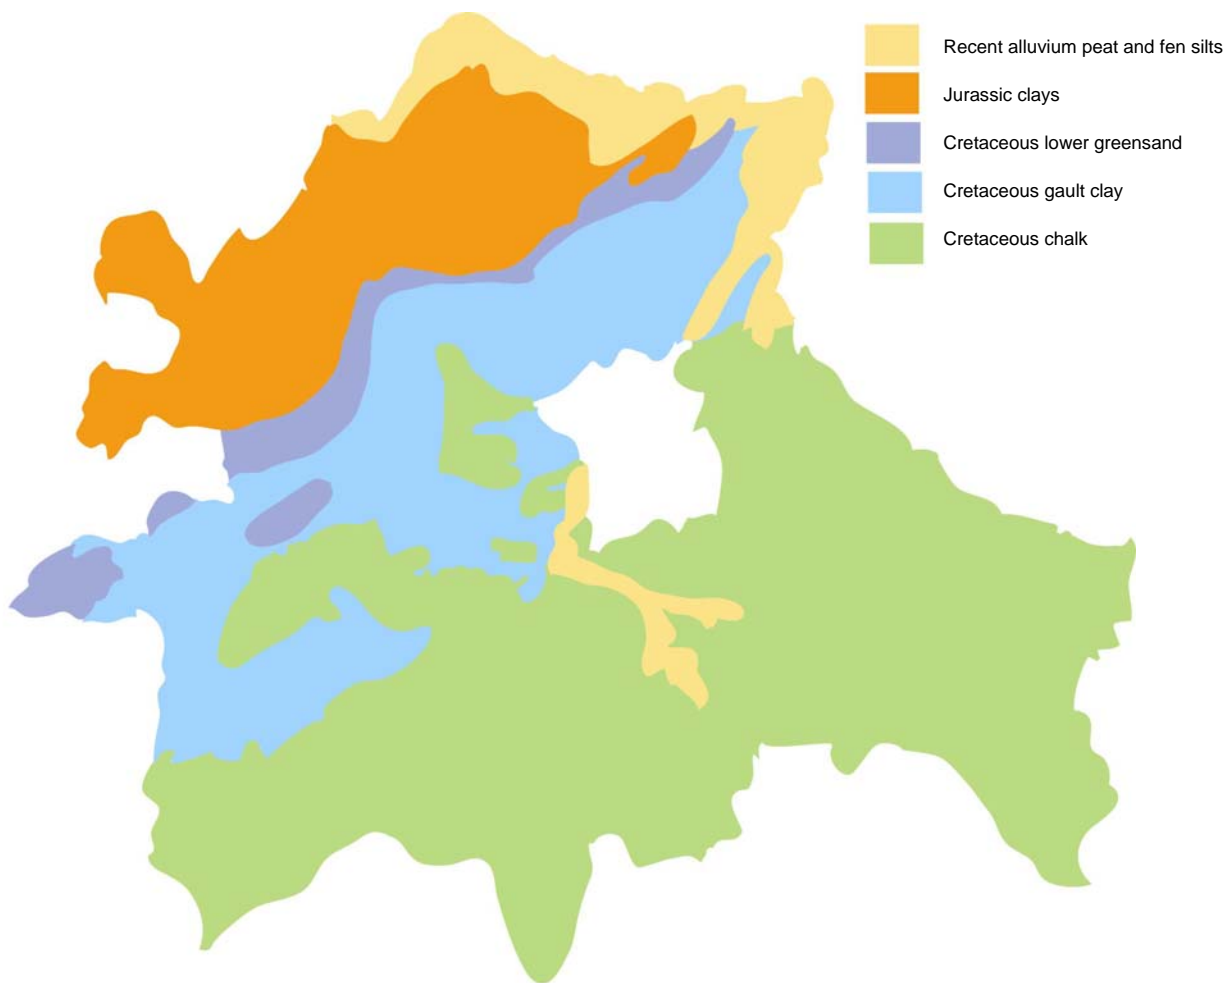 Recent alluvium peat and fen silts
Jurassic clays
Cretaceous lower greensand
Cretaceous gault clay
Cretaceous chalk